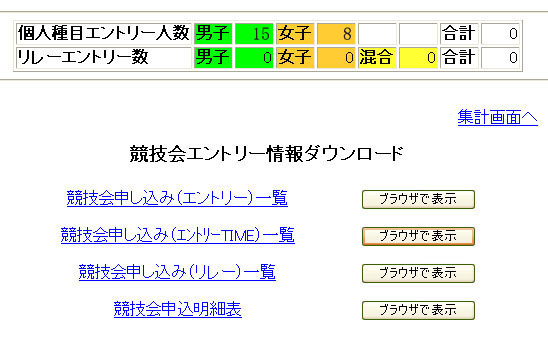 個人種目エントリー人数 男子 15 女子 8 合計 0
リレーエントリー数 男子 0 女子 0 混合 0 合計 0
集計画面へ
競技会エントリー情報ダウンロード
競技会申し込み(エントリー)一覧 ブラウザで表示
競技会申し込み(ｴﾝﾄﾘｰTIME)一覧 ブラウザで表示
競技会申し込み(リレー)一覧 ブラウザで表示
競技会申込明細表 ブラウザで表示